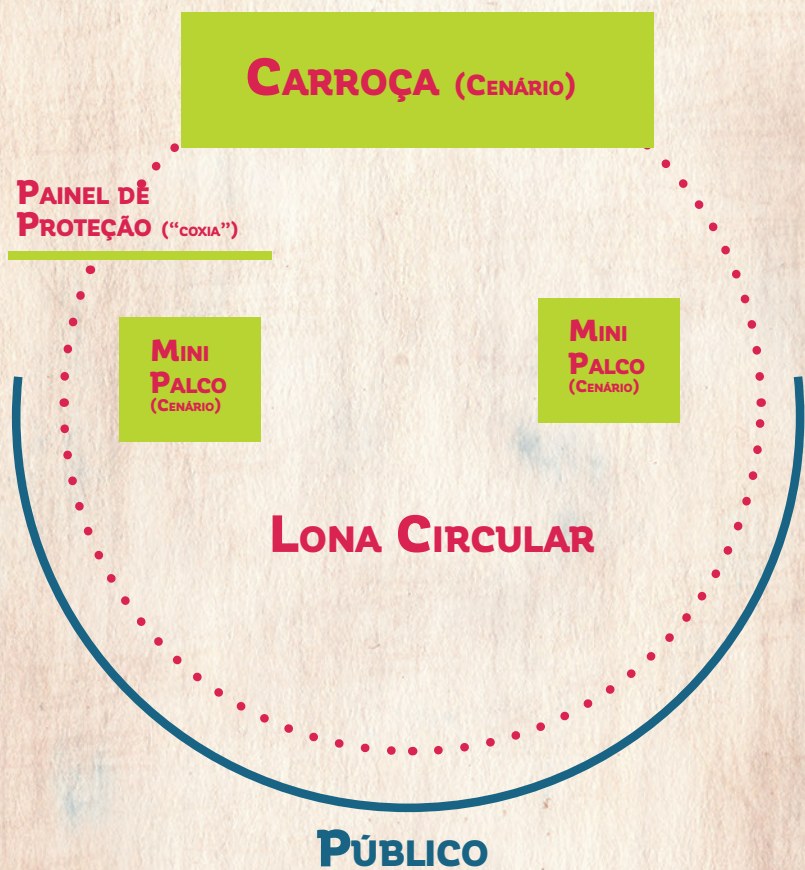 Carroça (Cenário)
Painel de
Proteção (“coxia”)
Mini
Palco
(Cenário)
Mini
Palco
(Cenário)
Lona Circular
Público